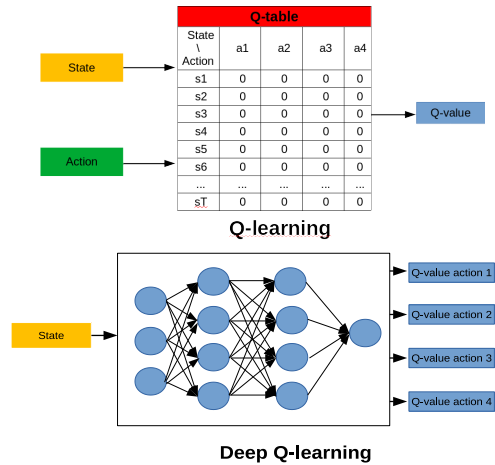 Q-table
State \ Action a1 a2 a3 a4
s1 0 0 0 0
s2 0 0 0 0
s3 0 0 0 0
s4 0 0 0 0
s5 0 0 0 0
s6 0 0 0 0
... ... ... ... ...
sT 0 0 0 0
State
Action
Q-value
Q-learning
State
Q-value action 1
Q-value action 2
Q-value action 3
Q-value action 4
Deep Q-learning